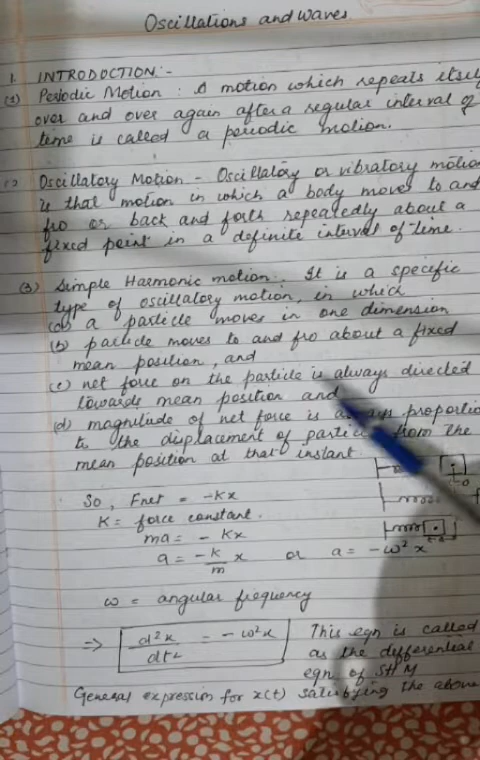 Oscillations and waves
1. INTRODUCTION:-
(1) Periodic Motion : A motion which repeats itself
over and over again after a regular interval of
time is called a periodic motion.
Oscillatory Motion - Oscillatory or vibratory motion
is that motion in which a body moves to and
fro or back and forth repeatedly about a
fixed point in a definite interval of time.
(3) Simple Harmonic motion. It is a specific
type of oscillatory motion, in which
(a) a particle moves in one dimension
(b) particle moves to and fro about a fixed
mean position, and
(c) net force on the particle is always directed
towards mean position and
(d) magnitude of net force is proportio
to the displacement of from the
mean position at that instant
So, Fnet = -Kx
K = force constant.
ma = - Kx
a = -K/m x or a = -ω²x
ω = angular frequency
=> d²x/dt² = -ω²x This eqn is called
as the differential
eqn of SHM
General expression for x(t) satisfying the above